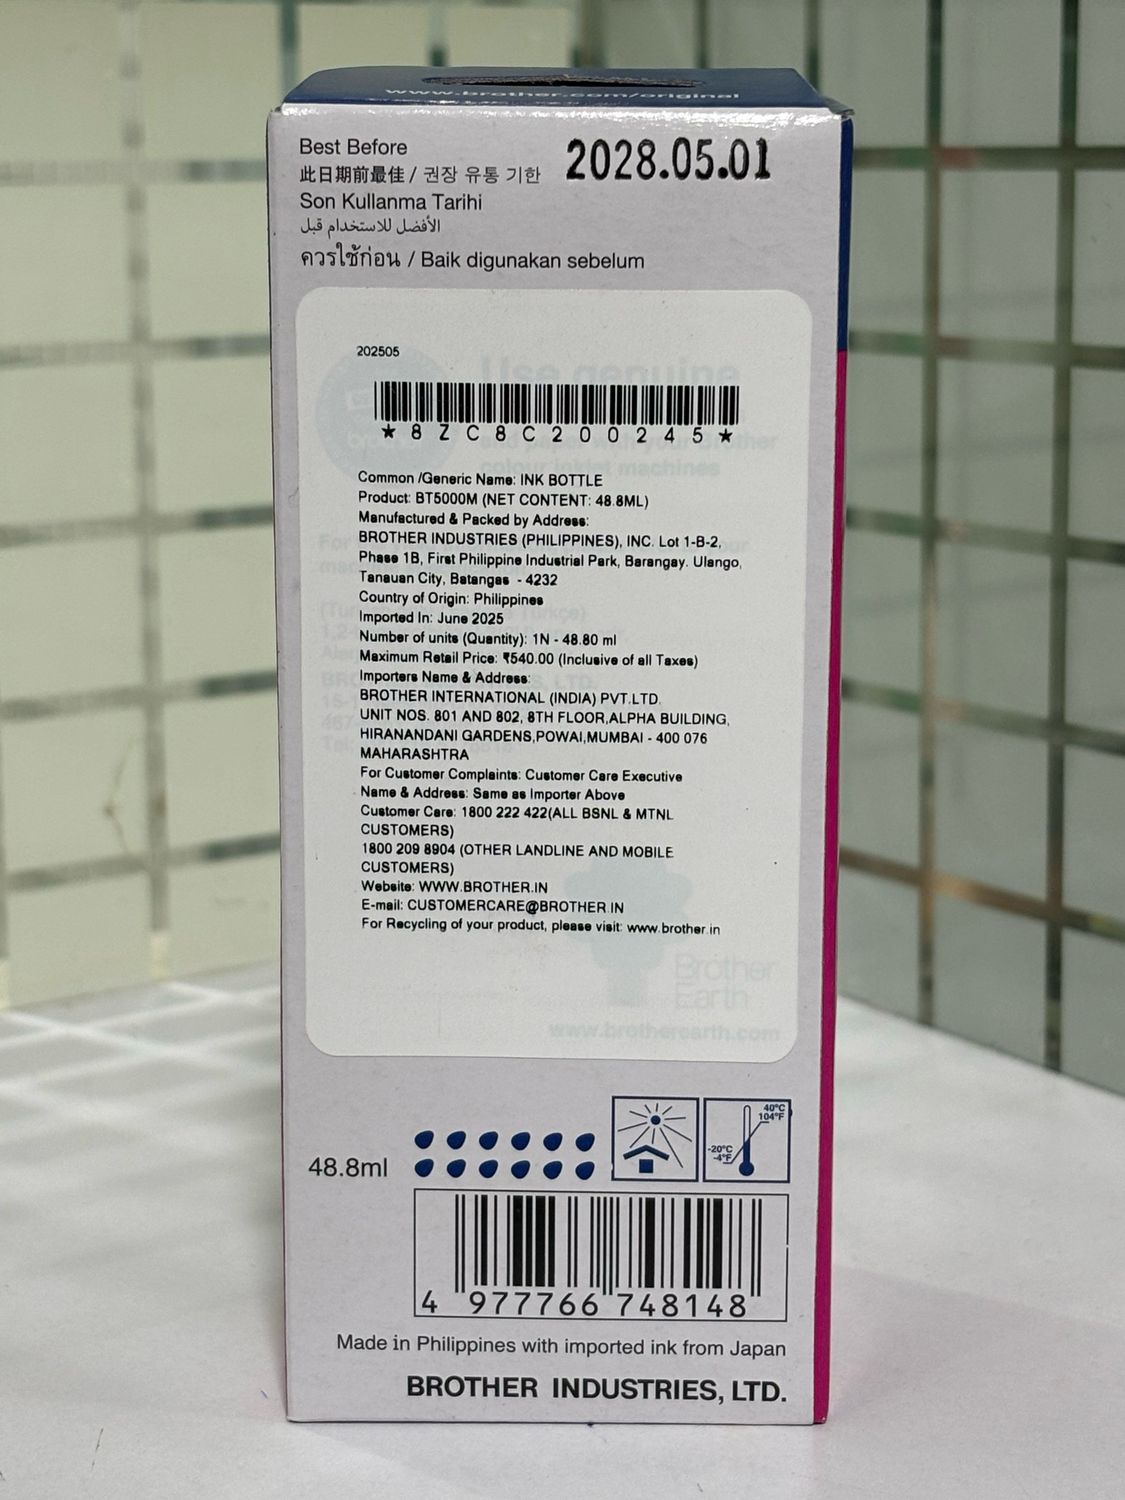 www.brother.com/original
Best Before
2028.05.01
此日期前最佳 / 권장 유통 기한
Son Kullanma Tarihi
الأفضل للاستخدام قبل
ควรใช้ก่อน / Baik digunakan sebelum
202505
Use genuine
colour inkjet machines
★8ZC8C200245★
Common /Generic Name: INK BOTTLE
Product: BT5000M (NET CONTENT: 48.8ML)
Manufactured & Packed by Address:
BROTHER INDUSTRIES (PHILIPPINES), INC. Lot 1-B-2,
Phase 1B, First Philippine Industrial Park, Barangay. Ulango,
Tanauan City, Batangas - 4232
Country of Origin: Philippines
Imported In: June 2025
Number of units (Quantity): 1N - 48.80 ml
Maximum Retail Price: ₹540.00 (Inclusive of all Taxes)
Importers Name & Address:
BROTHER INTERNATIONAL (INDIA) PVT.LTD.
UNIT NOS. 801 AND 802, 8TH FLOOR,ALPHA BUILDING,
HIRANANDANI GARDENS,POWAI,MUMBAI - 400 076
MAHARASHTRA
For Customer Complaints: Customer Care Executive
Name & Address: Same as Importer Above
Customer Care: 1800 222 422(ALL BSNL & MTNL
CUSTOMERS)
1800 209 8904 (OTHER LANDLINE AND MOBILE
CUSTOMERS)
Website: WWW.BROTHER.IN
E-mail: CUSTOMERCARE@BROTHER.IN
For Recycling of your product, please visit: www.brother.in
Brother
Earth
www.brotherearth.com
40°C
104°F
-20°C
-4°F
48.8ml
4 977766 748148
Made in Philippines with imported ink from Japan
BROTHER INDUSTRIES, LTD.